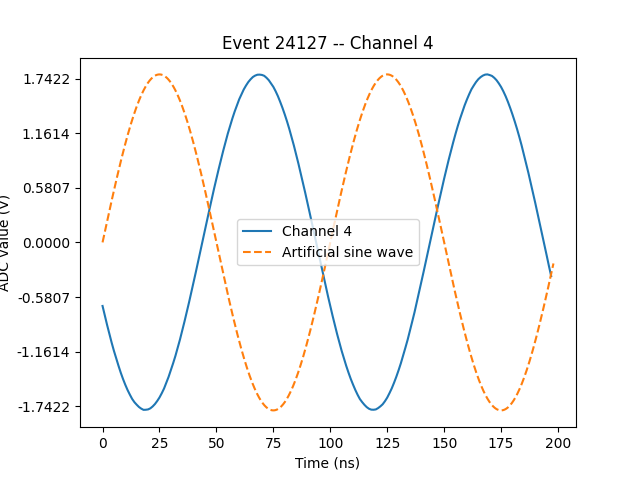 Event 24127 -- Channel 4
1.7422
1.1614
0.5807
0.0000
-0.5807
-1.1614
-1.7422
ADC Value (V)
Channel 4
Artificial sine wave
0 25 50 75 100 125 150 175 200
Time (ns)